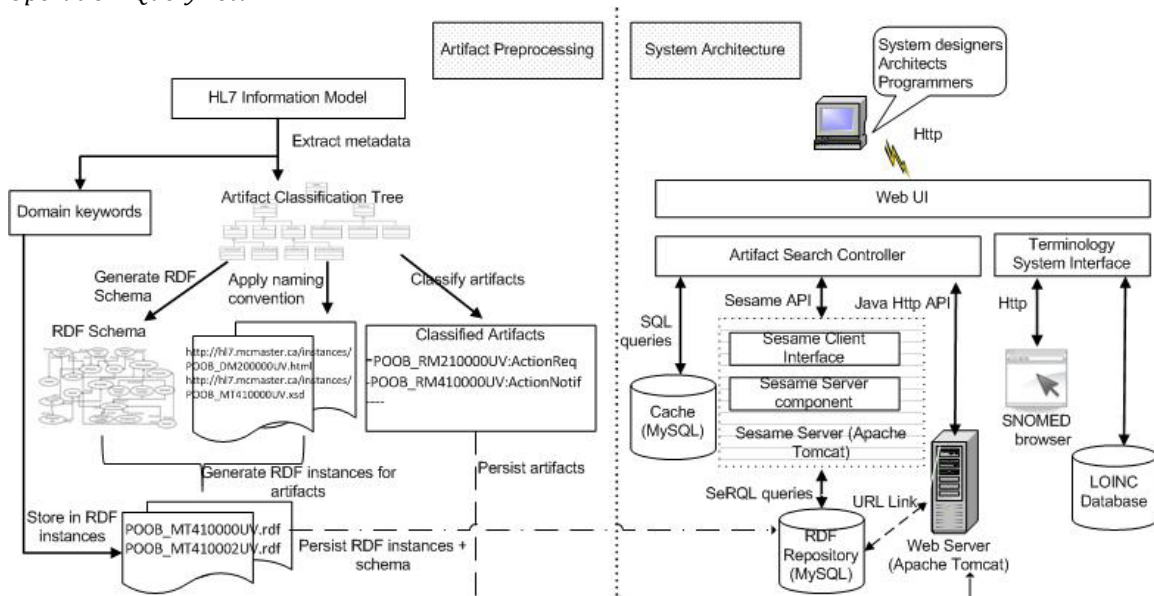 Artifact Preprocessing
System Architecture
System designers
Architects
Programmers
HL7 Information Model
Http
Extract metadata
Web UI
Domain keywords
Artifact Classification Tree
Artifact Search Controller
Terminology
System Interface
Generate RDF
Schema
Apply naming
convention
Classify artifacts
SQL
queries
Sesame API
Java Http API
Http
RDF Schema
http://hl7.mcmaster.ca/instances/
POOB_DM200000UV.html
http://hl7.mcmaster.ca/instances/
POOB_MT410000UV.xsd
Classified Artifacts
-POOB_RM210000UV:ActionReq
-POOB_RM410000UV:ActionNotif
----
Sesame Client
Interface
Sesame Server
component
Sesame Server (Apache
Tomcat)
Cache
(MySQL)
SNOMED
browser
LOINC
Database
Generate RDF instances for
artifacts
Persist artifacts
SeRQL queries
URL Link
Store in RDF
instances
POOB_MT410000UV.rdf
POOB_MT410002UV.rdf
Persist RDF instances +
schema
RDF
Repository
(MySQL)
Web Server
(Apache Tomcat)